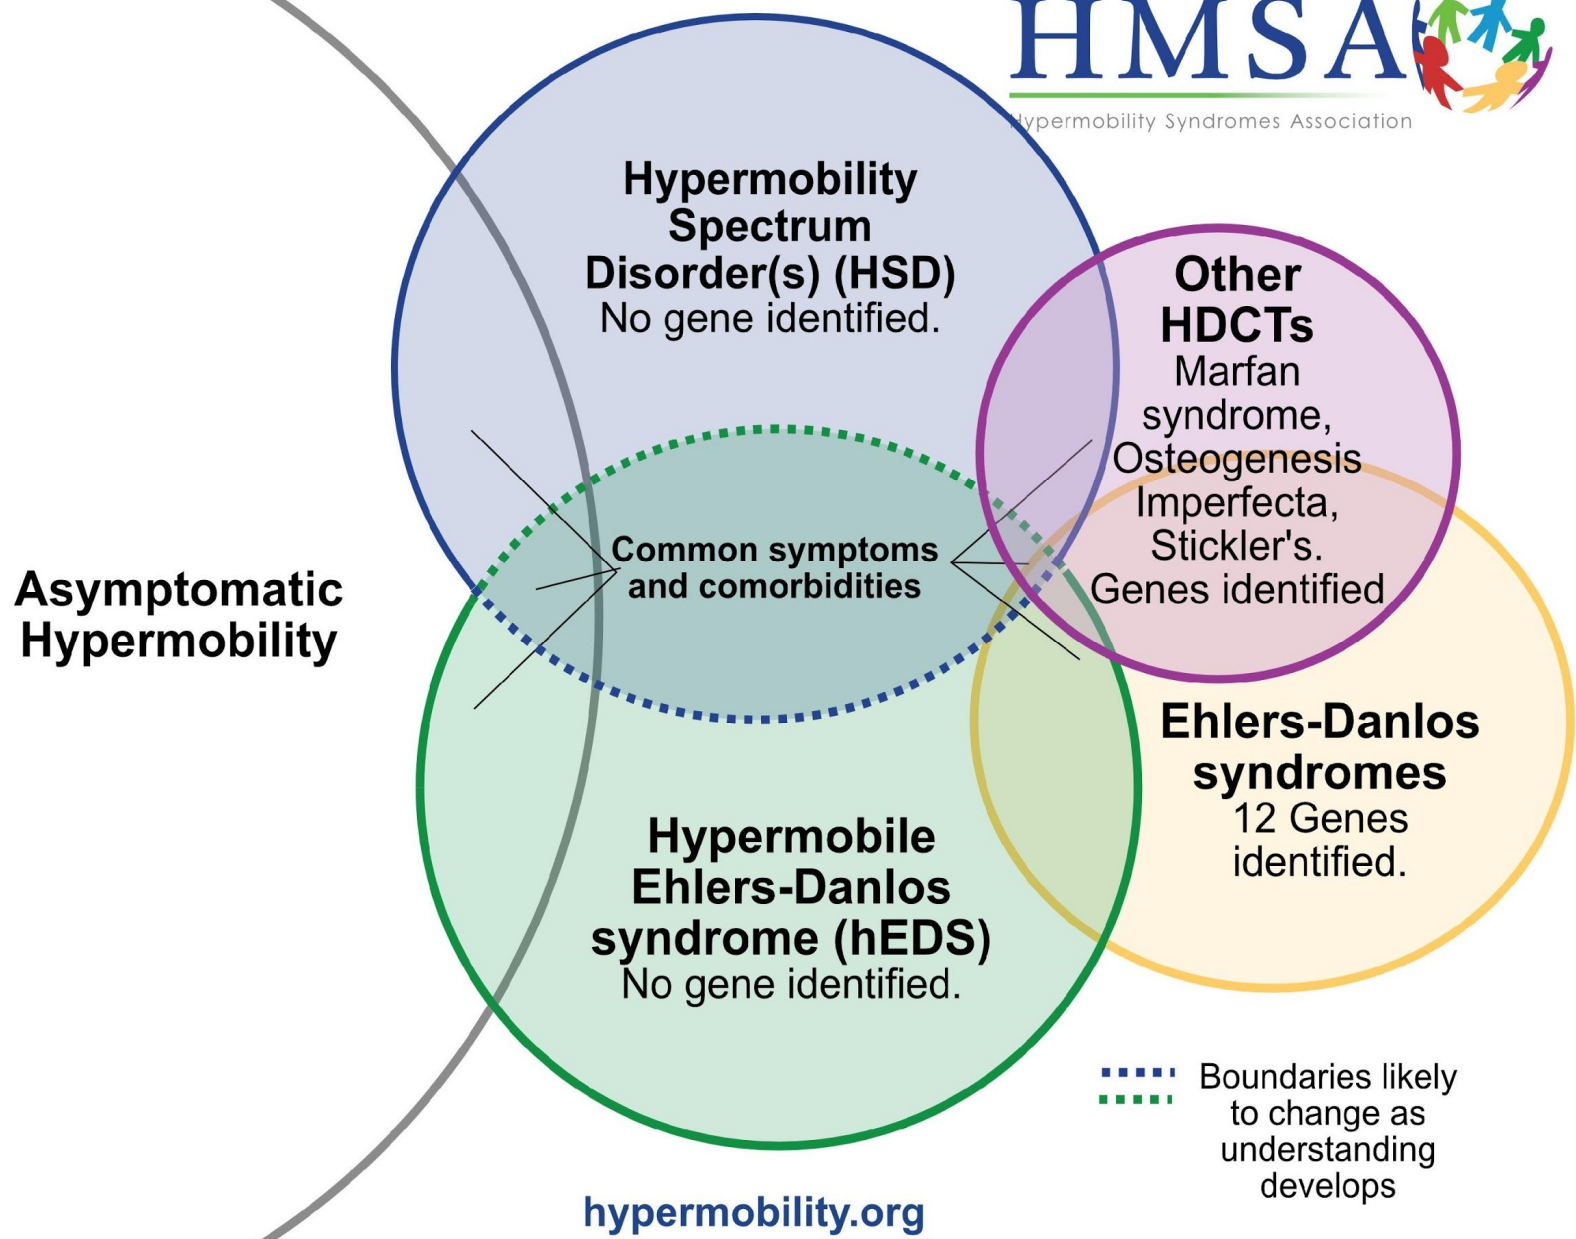 HMSA
Hypermobility Syndromes Association
Hypermobility
Spectrum
Disorder(s) (HSD)
No gene identified.
Other
HDCTs
Marfan
syndrome,
Osteogenesis
Imperfecta,
Stickler's.
Genes identified
Common symptoms
and comorbidities
Asymptomatic
Hypermobility
Ehlers-Danlos
syndromes
12 Genes
identified.
Hypermobile
Ehlers-Danlos
syndrome (hEDS)
No gene identified.
Boundaries likely
to change as
understanding
develops
hypermobility.org